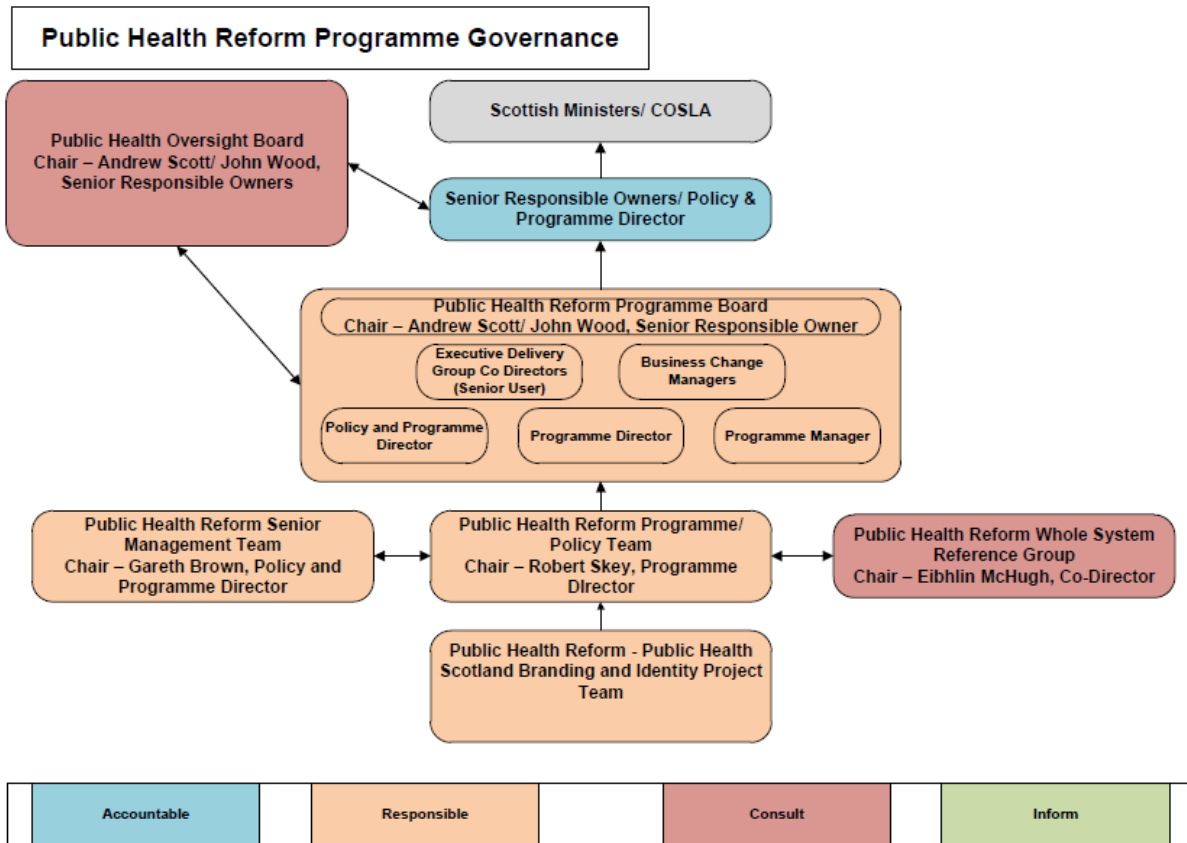 Public Health Reform Programme Governance
Public Health Oversight Board
Chair – Andrew Scott/ John Wood,
Senior Responsible Owners
Scottish Ministers/ COSLA
Senior Responsible Owners/ Policy &
Programme Director
Public Health Reform Programme Board
Chair – Andrew Scott/ John Wood, Senior Responsible Owner
Executive Delivery
Group Co Directors
(Senior User)
Business Change
Managers
Policy and Programme
Director
Programme Director
Programme Manager
Public Health Reform Senior
Management Team
Chair – Gareth Brown, Policy and
Programme Director
Public Health Reform Programme/
Policy Team
Chair – Robert Skey, Programme
DIrector
Public Health Reform Whole System
Reference Group
Chair – Eibhlin McHugh, Co-Director
Public Health Reform - Public Health
Scotland Branding and Identity Project
Team
Accountable
Responsible
Consult
Inform